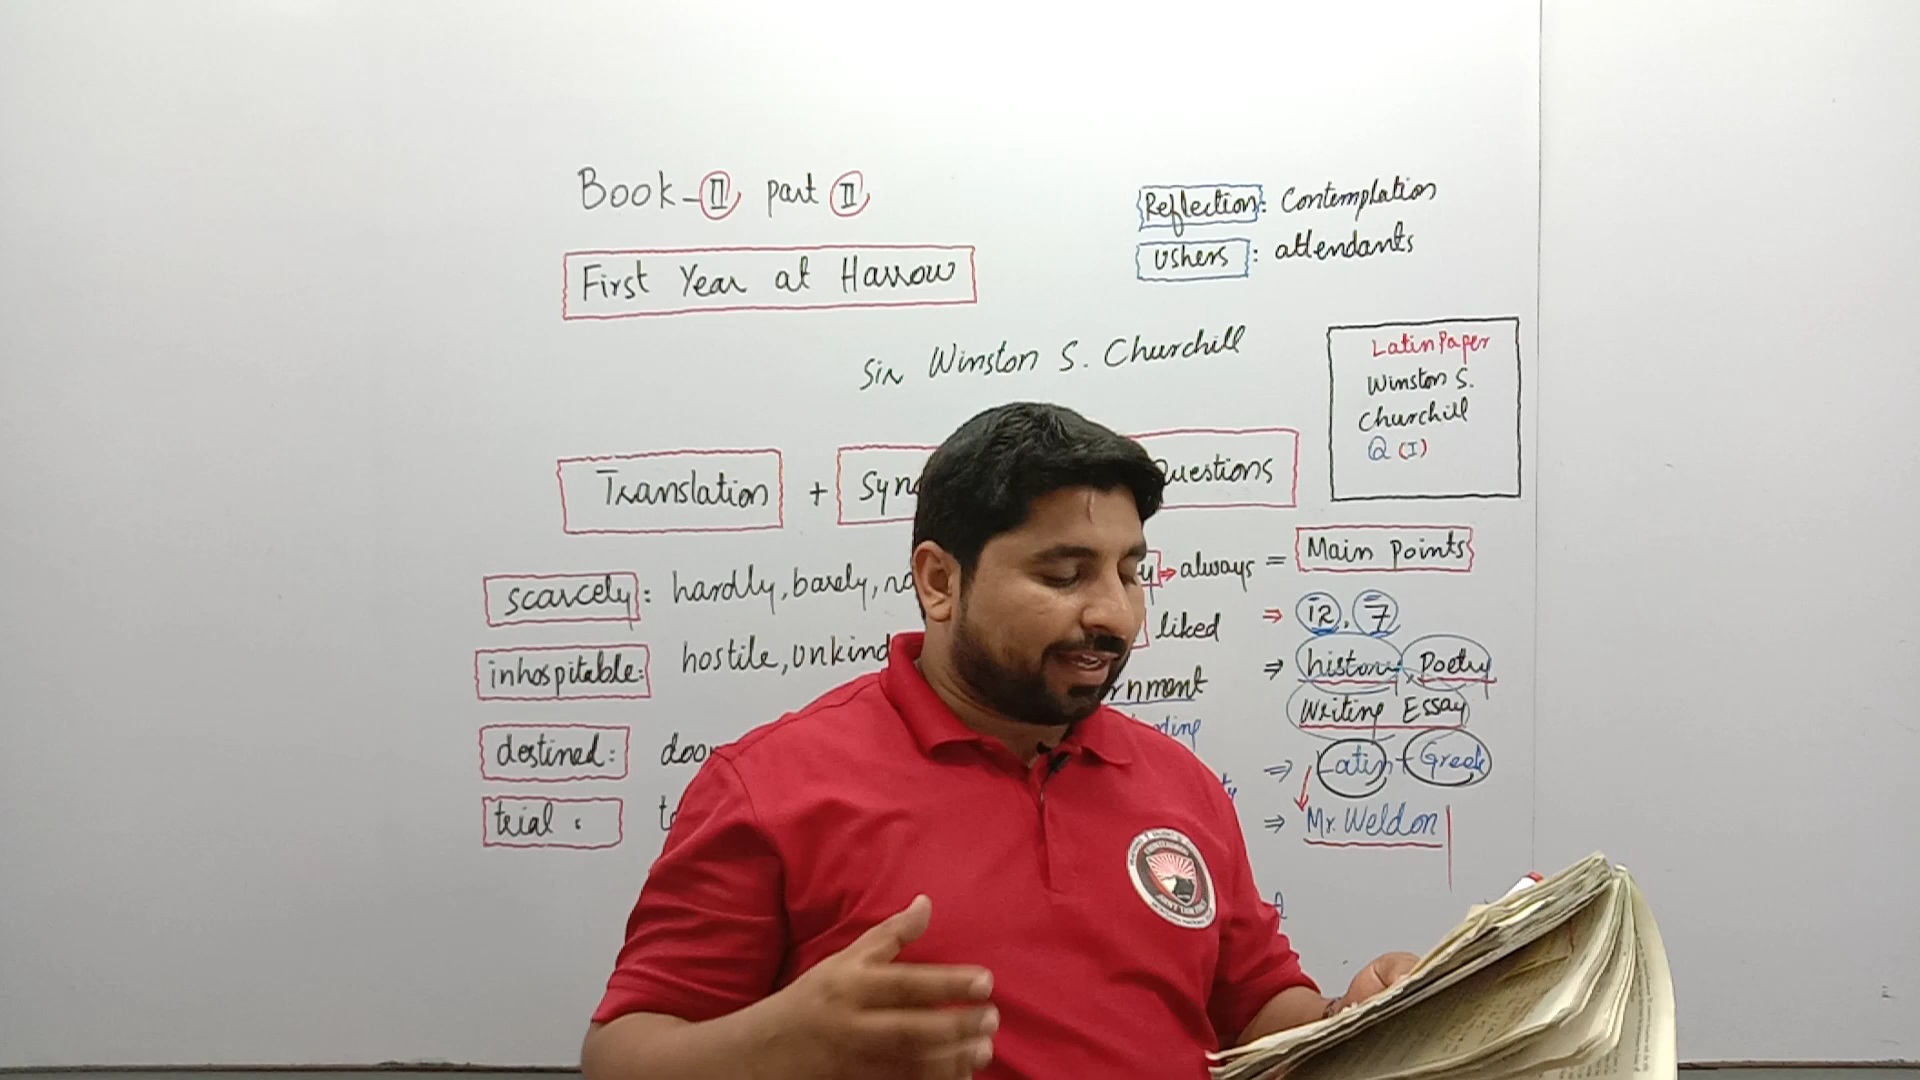 Book-II part II
First Year at Harrow
Sir Winston S. Churchill
Reflection: Contemplation
Ushers: attendants
Latin Paper
Winston S.
Churchill
Q (I)
Translation + Questions
scarcely: hardly, barely,
inhospitable: hostile, unkind
destined:
trial:
→ always =
liked
Main points
⇒ 12, 7
⇒ history, Poetry
Writing Essay
⇒ Latin + Greek
⇒ Mr. Weldon